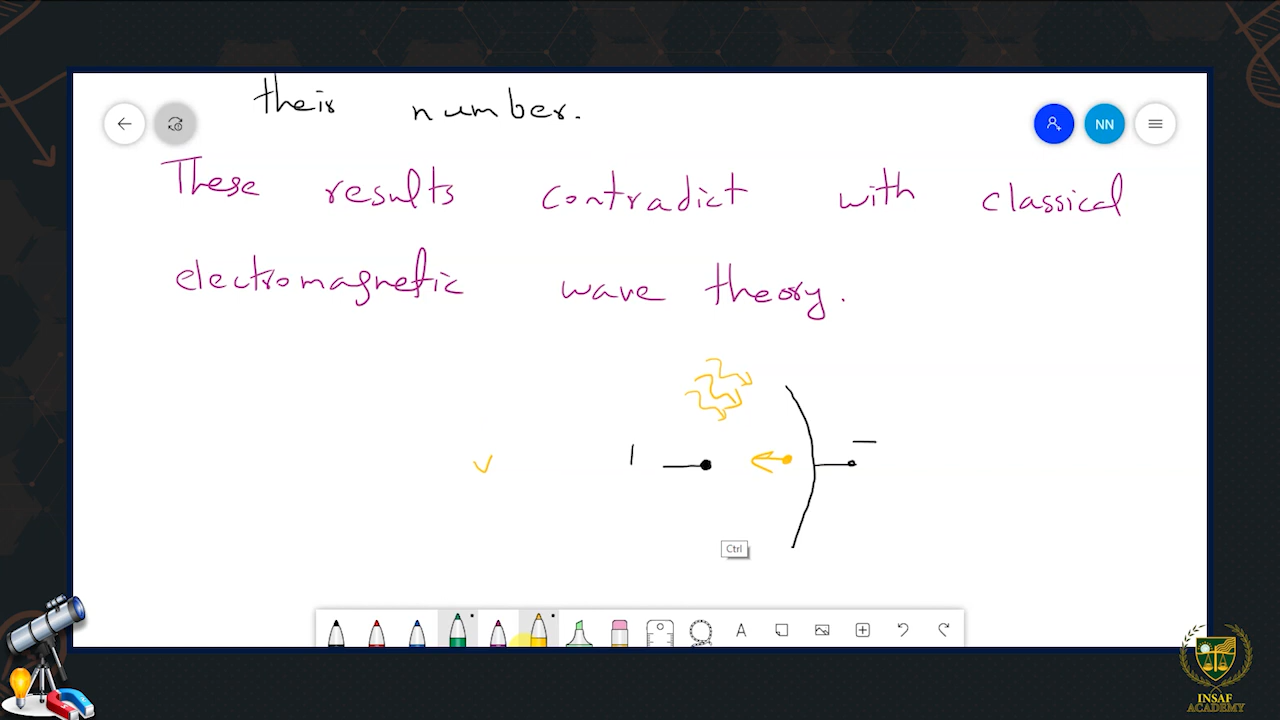 their number.
NN
These results contradict with classical
electromagnetic wave theory.
Ctrl
A
INSAF
ACADEMY